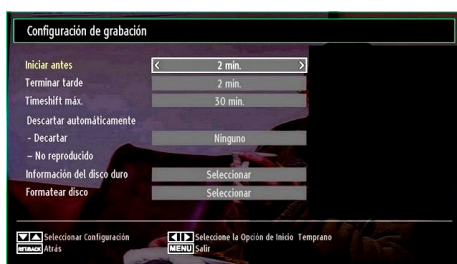 Configuración de grabación
Iniciar antes < 2 min. >
Terminar tarde 2 min.
Timeshift máx. 30 min.
Descartar automáticamente
- Decartar Ninguno
– No reproducido
Información del disco duro Seleccionar
Formatear disco Seleccionar
Seleccionar Configuración Seleccione la Opción de Inicio Temprano
RET/BACK Atrás MENU Salir